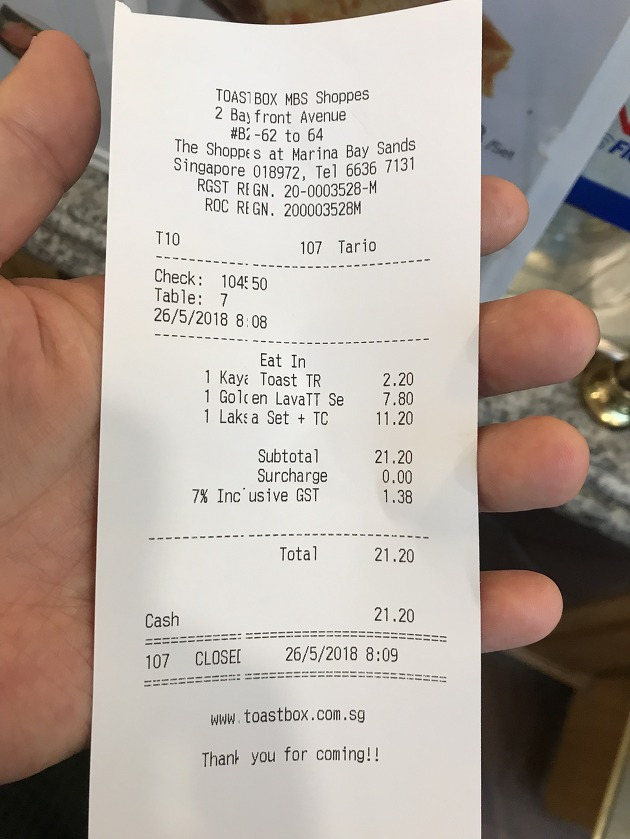 TOASTBOX MBS Shoppes
2 Bayfront Avenue
#B2-62 to 64
The Shoppes at Marina Bay Sands
Singapore 018972, Tel 6636 7131
RGST REGN. 20-0003528-M
ROC REGN. 200003528M
T10 107 Tario
Check: 104550
Table: 7
26/5/2018 8:08
Eat In
1 Kaya Toast TR 2.20
1 Golden LavaTT Se 7.80
1 Laksa Set + TC 11.20
Subtotal 21.20
Surcharge 0.00
7% Inclusive GST 1.38
Total 21.20
Cash 21.20
107 CLOSED 26/5/2018 8:09
www.toastbox.com.sg
Thank you for coming!!
/Set